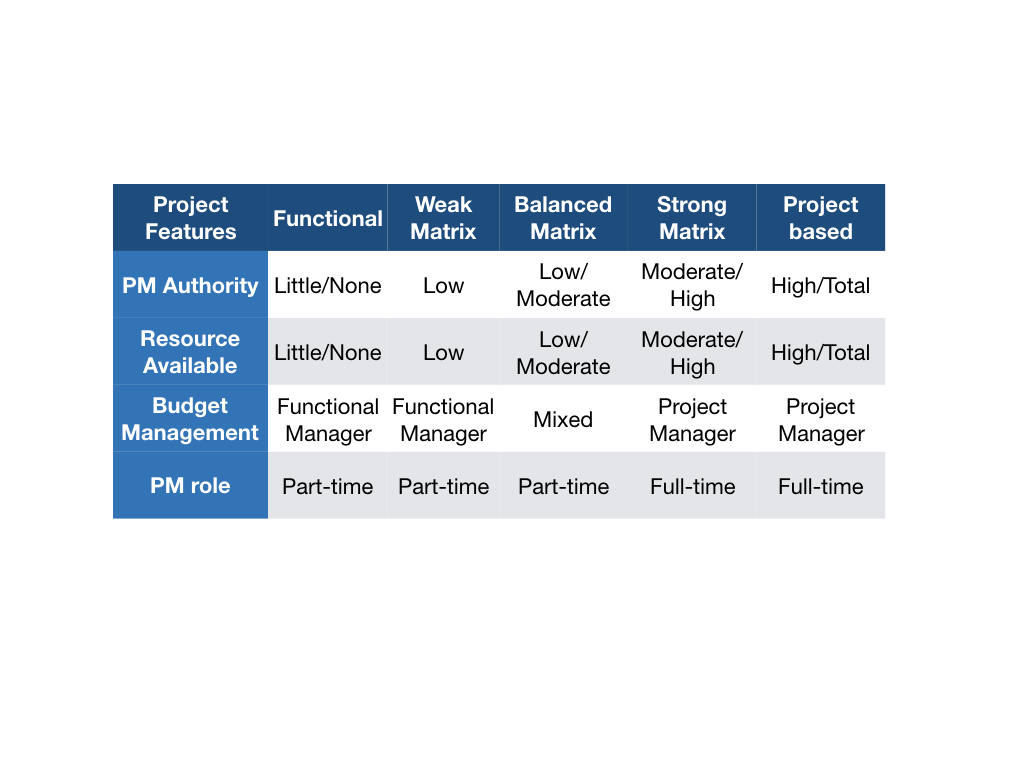 Project Features
Functional
Weak Matrix
Balanced Matrix
Strong Matrix
Project based
PM Authority
Little/None
Low
Low/ Moderate
Moderate/ High
High/Total
Resource Available
Little/None
Low
Low/ Moderate
Moderate/ High
High/Total
Budget Management
Functional Manager
Functional Manager
Mixed
Project Manager
Project Manager
PM role
Part-time
Part-time
Part-time
Full-time
Full-time